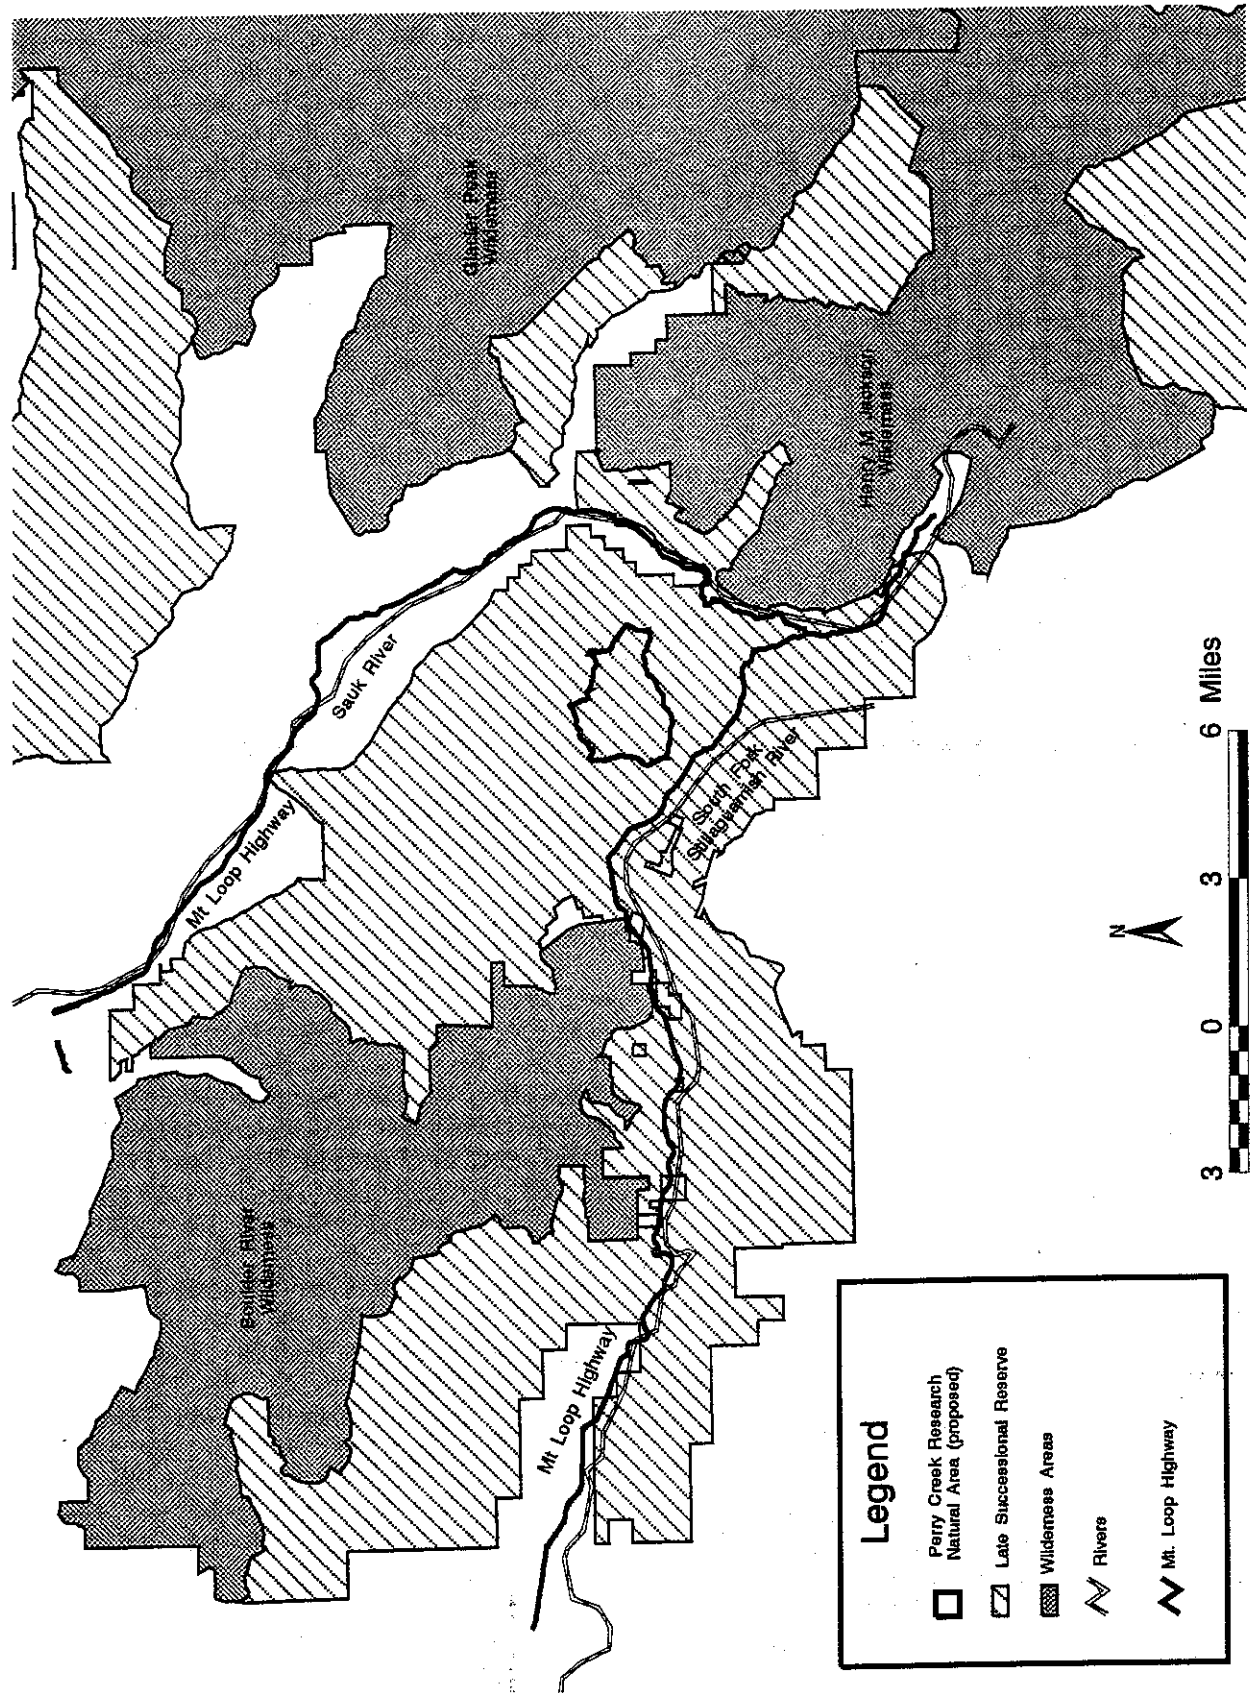 Glacier Peak
Wilderness
Henry M. Jackson
Wilderness
Boulder River
Wilderness
Sauk River
Mt Loop Highway
South Fork
Stillaguamish River
Mt Loop Highway
N
3 0 3 6 Miles
Legend
Perry Creek Research
Natural Area (proposed)
Late Successional Reserve
Wilderness Areas
Rivers
Mt. Loop Highway